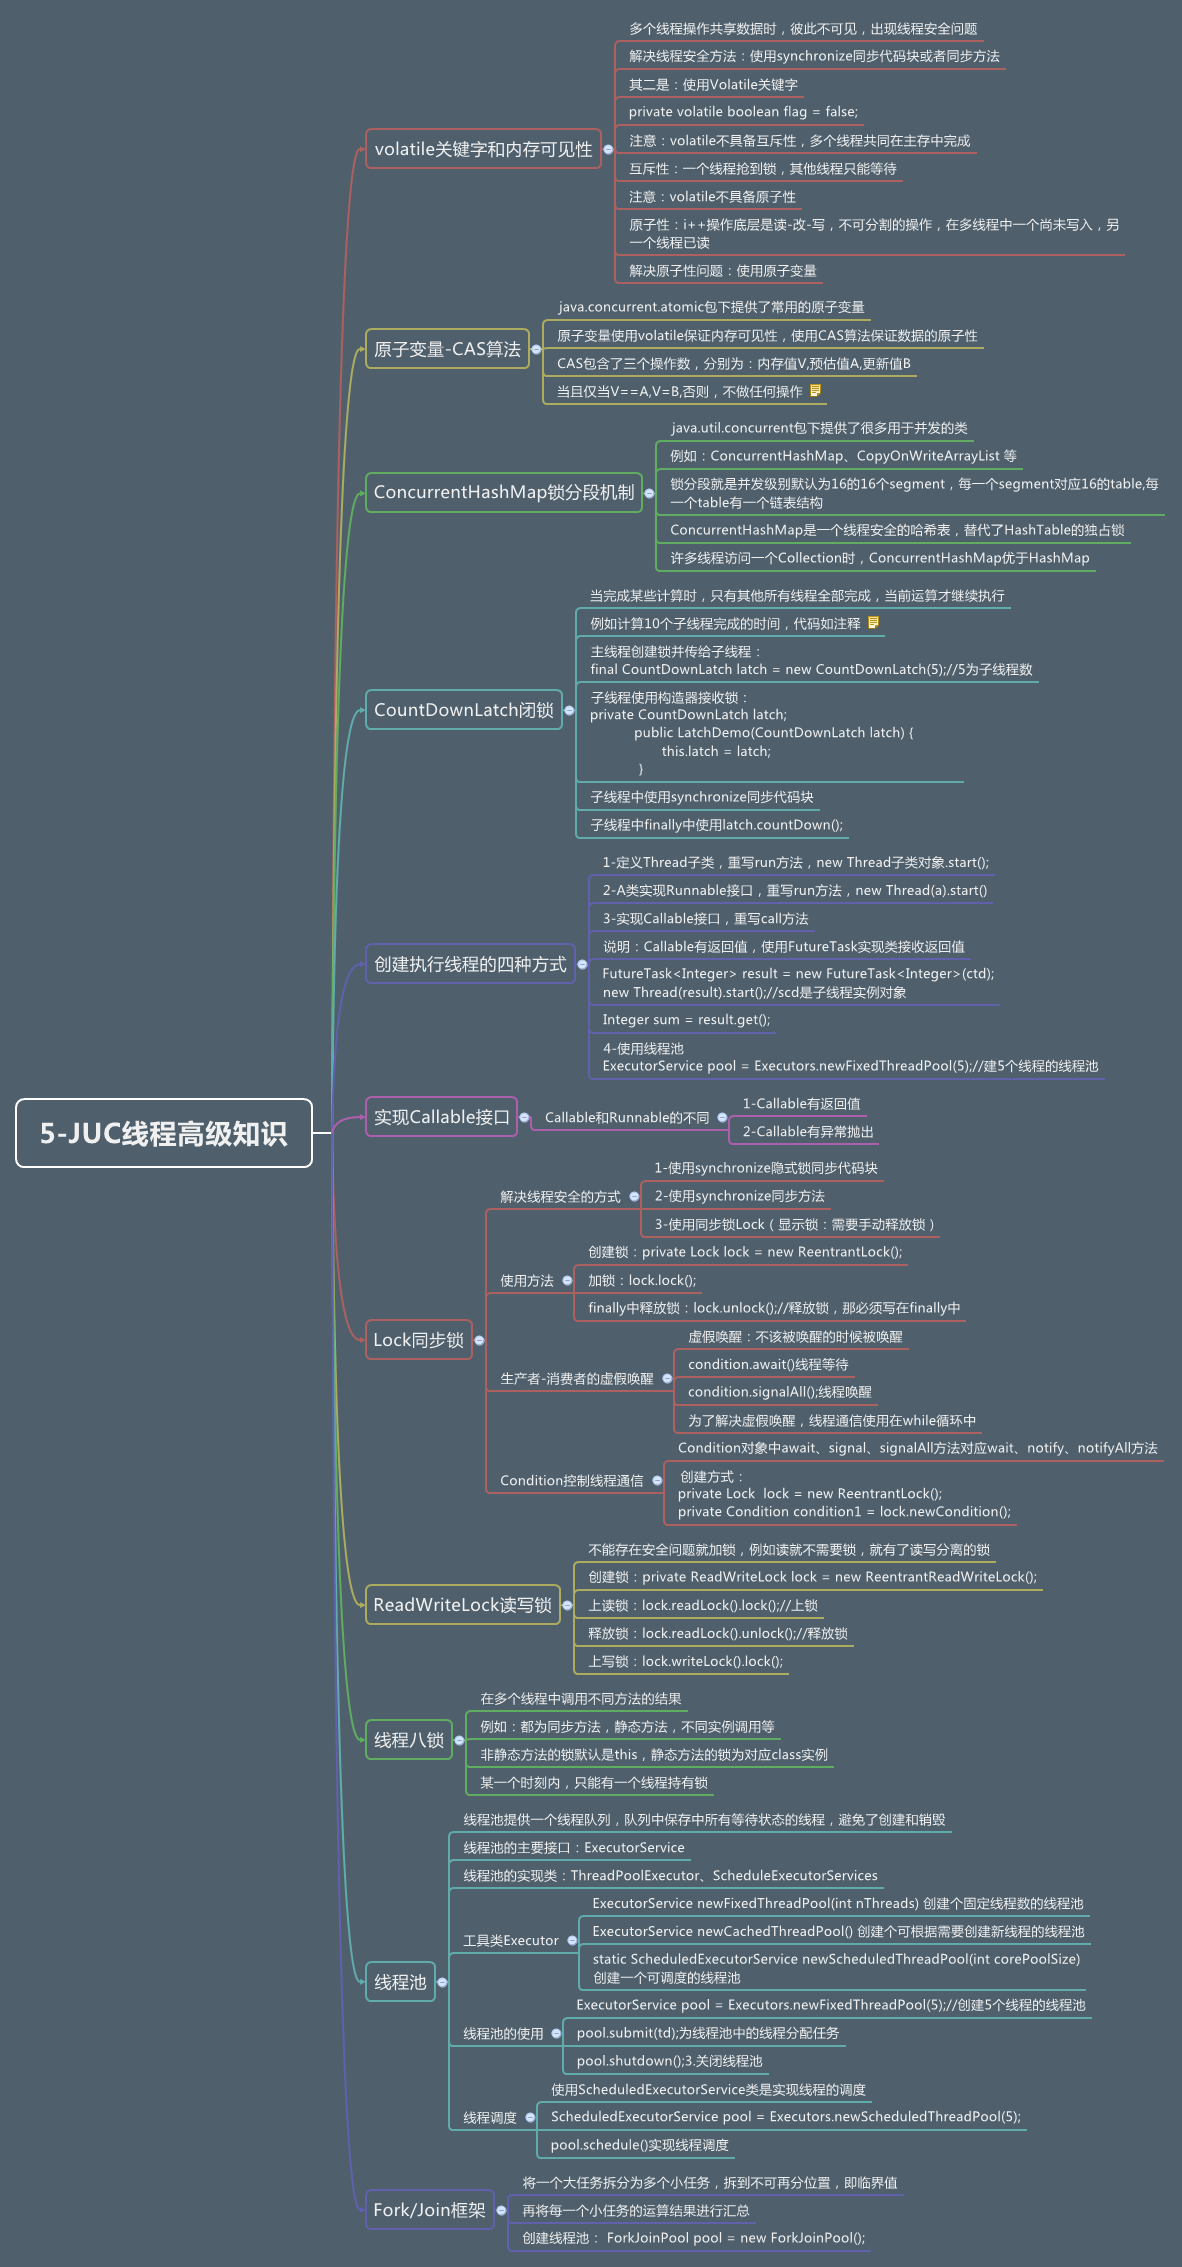 5-JUC线程高级知识
volatile关键字和内存可见性
多个线程操作共享数据时，彼此不可见，出现线程安全问题
解决线程安全方法：使用synchronize同步代码块或者同步方法
其二是：使用Volatile关键字
private volatile boolean flag = false;
注意：volatile不具备互斥性，多个线程共同在主存中完成
互斥性：一个线程抢到锁，其他线程只能等待
注意：volatile不具备原子性
原子性：i++操作底层是读-改-写，不可分割的操作，在多线程中一个尚未写入，另
一个线程已读
解决原子性问题：使用原子变量
原子变量-CAS算法
java.concurrent.atomic包下提供了常用的原子变量
原子变量使用volatile保证内存可见性，使用CAS算法保证数据的原子性
CAS包含了三个操作数，分别为：内存值V,预估值A,更新值B
当且仅当V==A,V=B,否则，不做任何操作
ConcurrentHashMap锁分段机制
java.util.concurrent包下提供了很多用于并发的类
例如：ConcurrentHashMap、CopyOnWriteArrayList 等
锁分段就是并发级别默认为16的16个segment，每一个segment对应16的table,每
一个table有一个链表结构
ConcurrentHashMap是一个线程安全的哈希表，替代了HashTable的独占锁
许多线程访问一个Collection时，ConcurrentHashMap优于HashMap
CountDownLatch闭锁
当完成某些计算时，只有其他所有线程全部完成，当前运算才继续执行
例如计算10个子线程完成的时间，代码如注释
主线程创建锁并传给子线程：
final CountDownLatch latch = new CountDownLatch(5);//5为子线程数
子线程使用构造器接收锁：
private CountDownLatch latch;
public LatchDemo(CountDownLatch latch) {
this.latch = latch;
}
子线程中使用synchronize同步代码块
子线程中finally中使用latch.countDown();
创建执行线程的四种方式
1-定义Thread子类，重写run方法，new Thread子类对象.start();
2-A类实现Runnable接口，重写run方法，new Thread(a).start()
3-实现Callable接口，重写call方法
说明：Callable有返回值，使用FutureTask实现类接收返回值
FutureTask<Integer> result = new FutureTask<Integer>(ctd);
new Thread(result).start();//scd是子线程实例对象
Integer sum = result.get();
4-使用线程池
ExecutorService pool = Executors.newFixedThreadPool(5);//建5个线程的线程池
实现Callable接口
Callable和Runnable的不同
1-Callable有返回值
2-Callable有异常抛出
Lock同步锁
解决线程安全的方式
1-使用synchronize隐式锁同步代码块
2-使用synchronize同步方法
3-使用同步锁Lock（显示锁：需要手动释放锁）
使用方法
创建锁：private Lock lock = new ReentrantLock();
加锁：lock.lock();
finally中释放锁：lock.unlock();//释放锁，那必须写在finally中
生产者-消费者的虚假唤醒
虚假唤醒：不该被唤醒的时候被唤醒
condition.await()线程等待
condition.signalAll();线程唤醒
为了解决虚假唤醒，线程通信使用在while循环中
Condition控制线程通信
Condition对象中await、signal、signalAll方法对应wait、notify、notifyAll方法
创建方式：
private Lock  lock = new ReentrantLock();
private Condition condition1 = lock.newCondition();
ReadWriteLock读写锁
不能存在安全问题就加锁，例如读就不需要锁，就有了读写分离的锁
创建锁：private ReadWriteLock lock = new ReentrantReadWriteLock();
上读锁：lock.readLock().lock();//上锁
释放锁：lock.readLock().unlock();//释放锁
上写锁：lock.writeLock().lock();
线程八锁
在多个线程中调用不同方法的结果
例如：都为同步方法，静态方法，不同实例调用等
非静态方法的锁默认是this，静态方法的锁为对应class实例
某一个时刻内，只能有一个线程持有锁
线程池
线程池提供一个线程队列，队列中保存中所有等待状态的线程，避免了创建和销毁
线程池的主要接口：ExecutorService
线程池的实现类：ThreadPoolExecutor、ScheduleExecutorServices
工具类Executor
ExecutorService newFixedThreadPool(int nThreads) 创建个固定线程数的线程池
ExecutorService newCachedThreadPool() 创建个可根据需要创建新线程的线程池
static ScheduledExecutorService newScheduledThreadPool(int corePoolSize)
创建一个可调度的线程池
线程池的使用
ExecutorService pool = Executors.newFixedThreadPool(5);//创建5个线程的线程池
pool.submit(td);为线程池中的线程分配任务
pool.shutdown();3.关闭线程池
线程调度
使用ScheduledExecutorService类是实现线程的调度
ScheduledExecutorService pool = Executors.newScheduledThreadPool(5);
pool.schedule()实现线程调度
Fork/Join框架
将一个大任务拆分为多个小任务，拆到不可再分位置，即临界值
再将每一个小任务的运算结果进行汇总
创建线程池： ForkJoinPool pool = new ForkJoinPool();